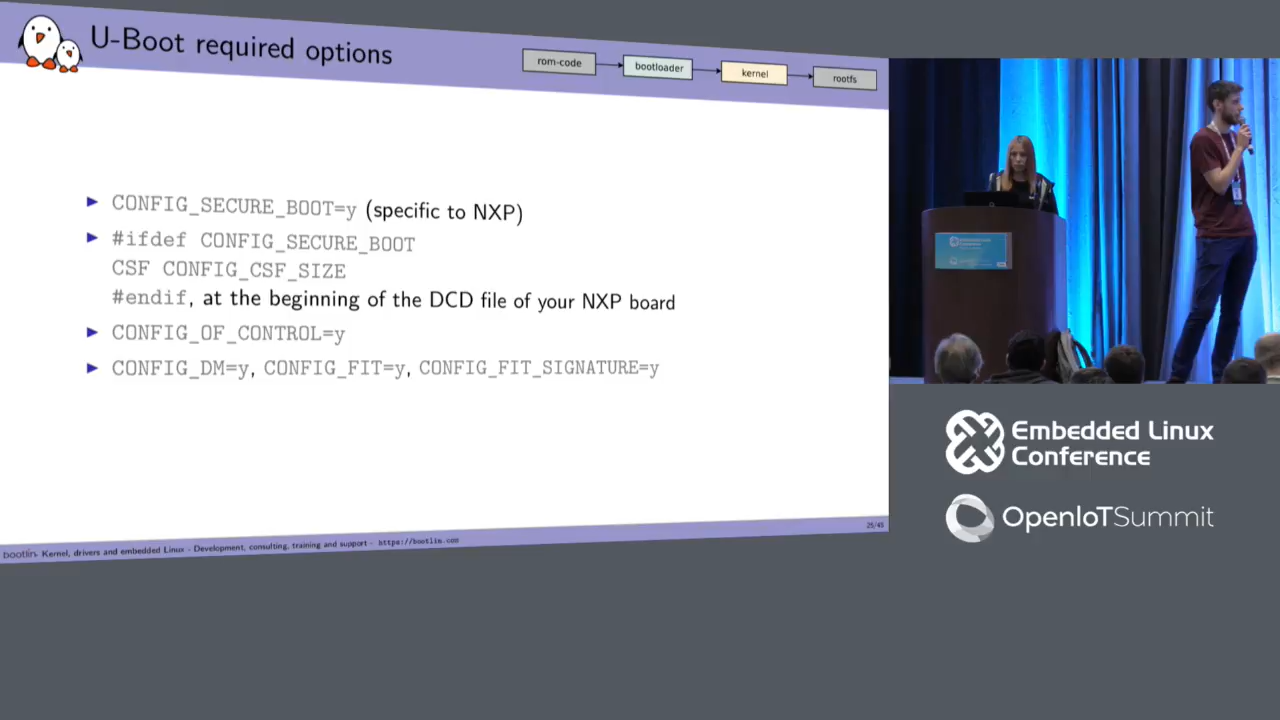 U-Boot required options
rom-code
bootloader
kernel
rootfs
CONFIG_SECURE_BOOT=y (specific to NXP)
#ifdef CONFIG_SECURE_BOOT
CSF CONFIG_CSF_SIZE
#endif, at the beginning of the DCD file of your NXP board
CONFIG_OF_CONTROL=y
CONFIG_DM=y, CONFIG_FIT=y, CONFIG_FIT_SIGNATURE=y
25/45
bootlin - Kernel, drivers and embedded Linux - Development, consulting, training and support - https://bootlin.com
Embedded Linux
Conference
OpenIoTSummit